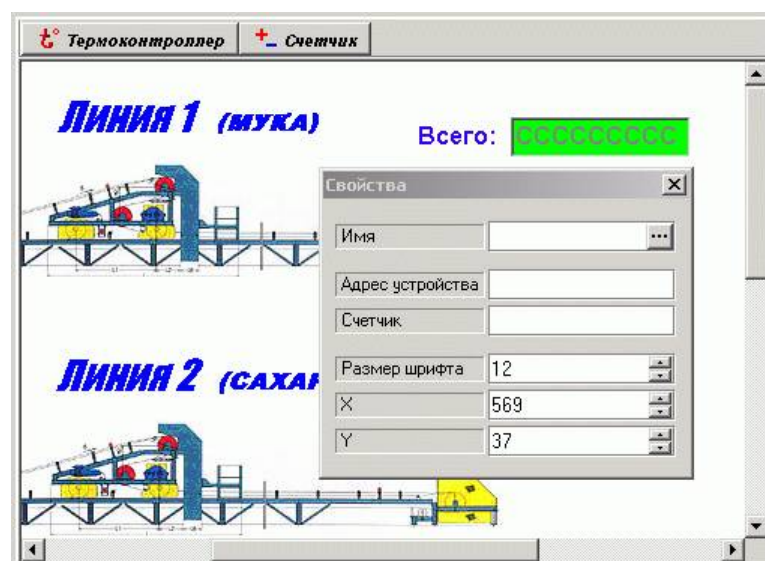 Термоконтроллер +- Счетчик
Линия 1 (МУКА)
Всего: CCCCCCCCC
Свойства
Имя ...
Адрес устройства
Счетчик
Размер шрифта 12
X 569
Y 37
Линия 2 (САХАР